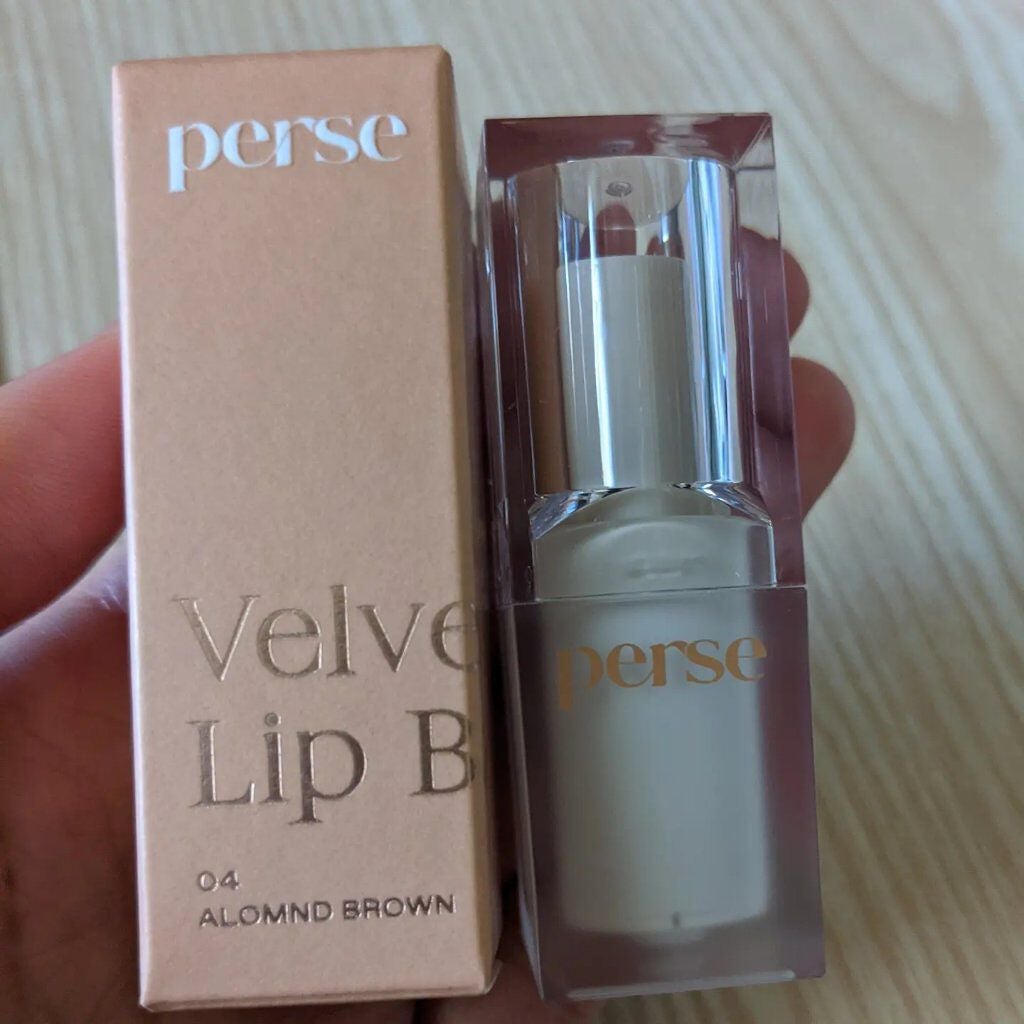 perse
Velve
Lip B
04
ALOMND BROWN
perse